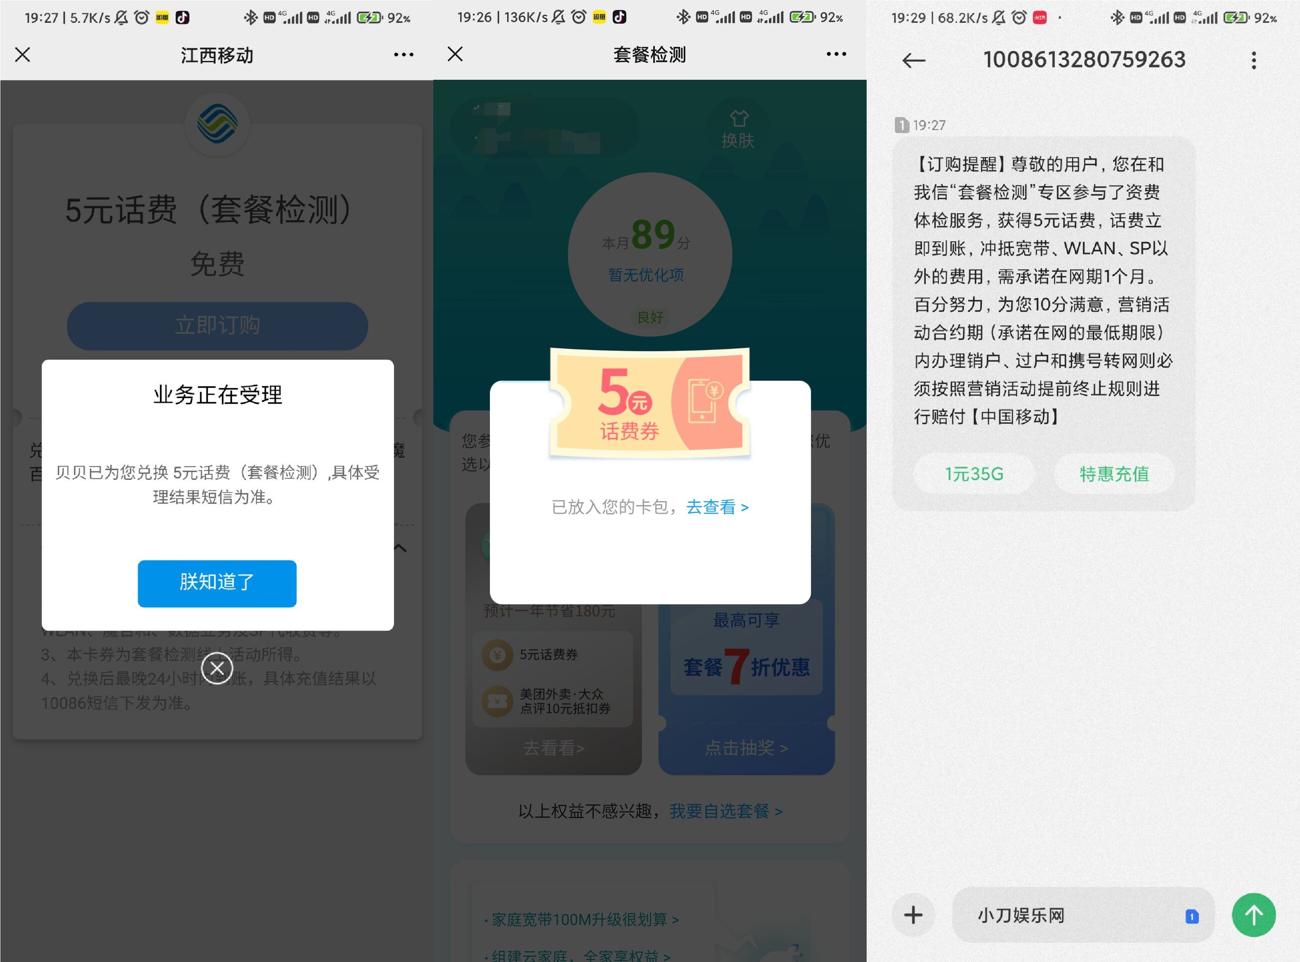 19:27 | 5.7K/s
92%
江西移动
5元话费（套餐检测）
免费
立即订购
业务正在受理
贝贝已为您兑换 5元话费（套餐检测）,具体受
理结果短信为准。
朕知道了
3、本卡券为套餐检测线上活动所得。
4、兑换后最晚24小时内到账，具体充值结果以
10086短信下发为准。
19:26 | 136K/s
92%
套餐检测
换肤
本月89分
暂无优化项
良好
5元
话费券
已放入您的卡包，去查看 >
预计一年节省180元
5元话费券
美团外卖·大众
点评10元抵扣券
去看看>
最高可享
套餐7折优惠
点击抽奖 >
以上权益不感兴趣，我要自选套餐 >
· 家庭宽带100M升级很划算 >
· 组建云家庭，全家享权益 >
19:29 | 68.2K/s
92%
1008613280759263
1 19:27
【订购提醒】尊敬的用户，您在和
我信“套餐检测”专区参与了资费
体检服务，获得5元话费，话费立
即到账，冲抵宽带、WLAN、SP以
外的费用，需承诺在网期1个月。
百分努力，为您10分满意，营销活
动合约期（承诺在网的最低期限）
内办理销户、过户和携号转网则必
须按照营销活动提前终止规则进
行赔付【中国移动】
1元35G
特惠充值
小刀娱乐网
1